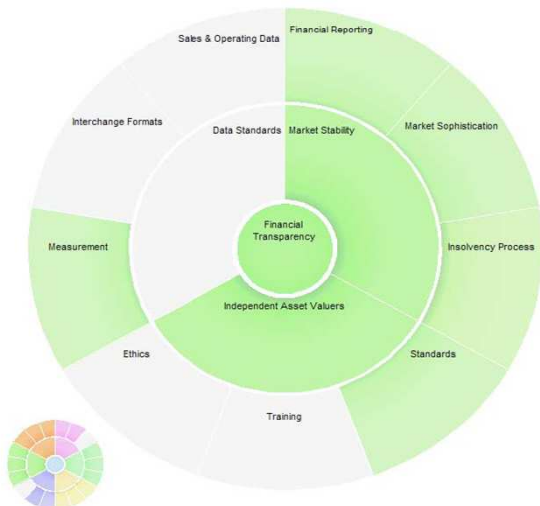 Sales & Operating Data
Financial Reporting
Interchange Formats
Data Standards
Market Stability
Market Sophistication
Financial
Transparency
Measurement
Insolvency Process
Independent Asset Valuers
Ethics
Standards
Training